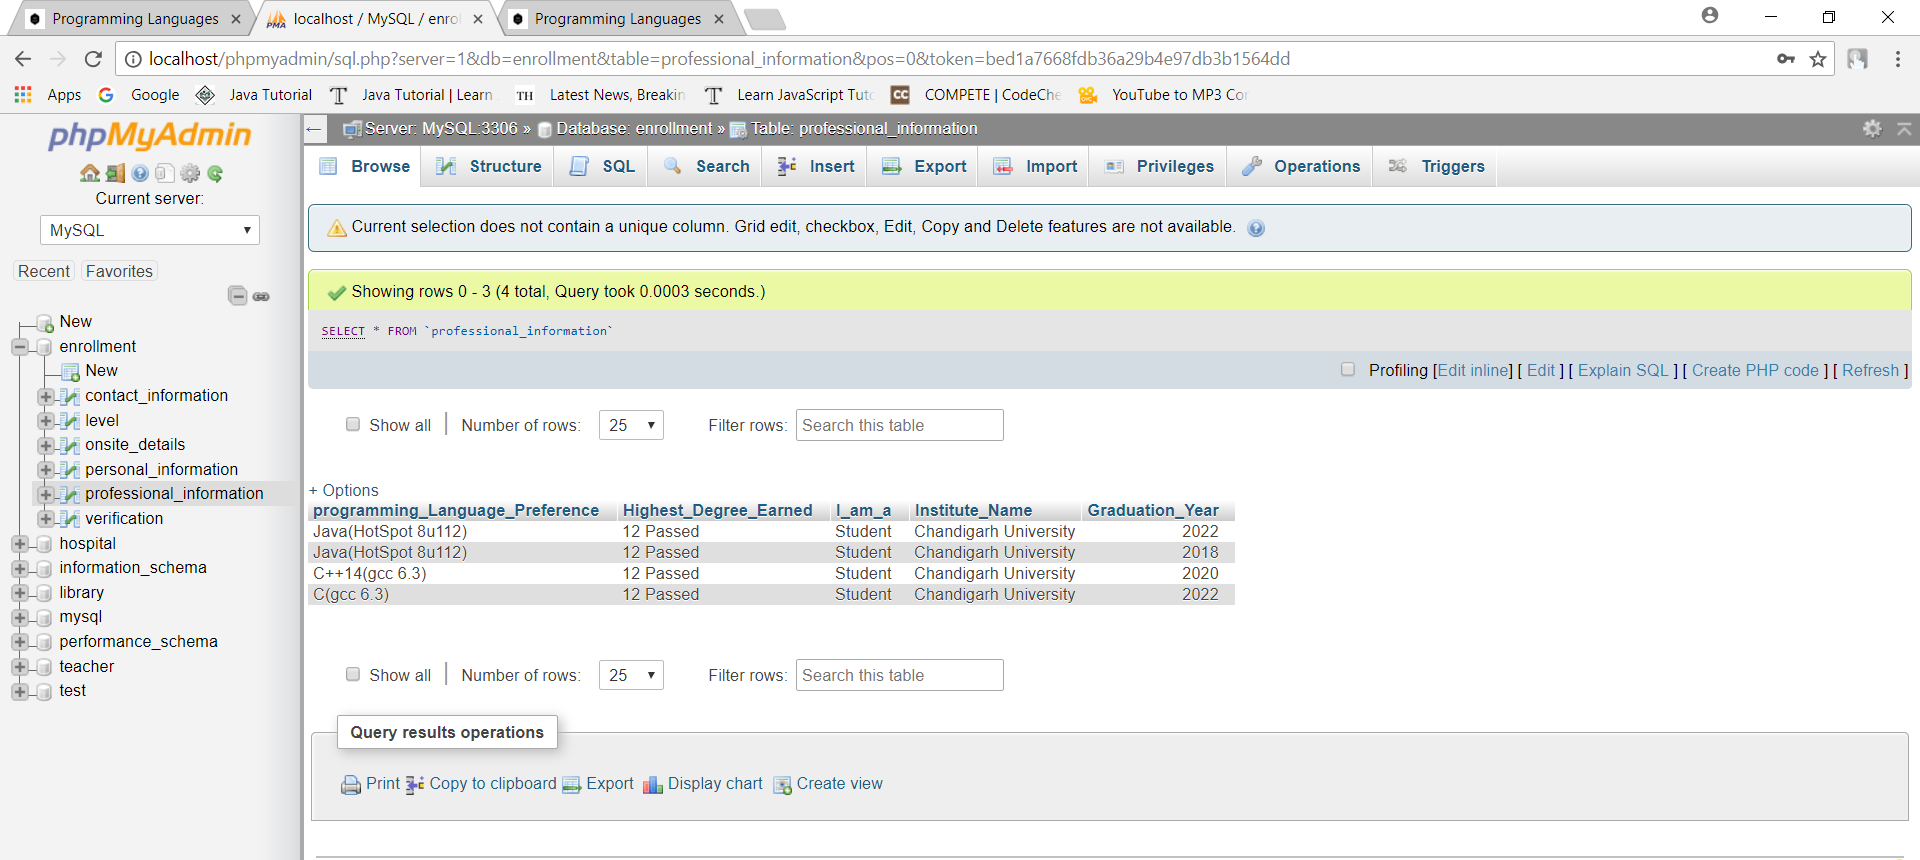 Programming Languages
localhost / MySQL / enrol
Programming Languages
localhost/phpmyadmin/sql.php?server=1&db=enrollment&table=professional_information&pos=0&token=bed1a7668fdb36a29b4e97db3b1564dd
Apps Google Java Tutorial Java Tutorial | Learn TH Latest News, Breakin Learn JavaScript Tuto CC COMPETE | CodeChe YouTube to MP3 Con
phpMyAdmin
Current server:
MySQL
Recent Favorites
New
enrollment
New
contact_information
level
onsite_details
personal_information
professional_information
verification
hospital
information_schema
library
mysql
performance_schema
teacher
test
Server: MySQL:3306 » Database: enrollment » Table: professional_information
Browse Structure SQL Search Insert Export Import Privileges Operations Triggers
Current selection does not contain a unique column. Grid edit, checkbox, Edit, Copy and Delete features are not available.
Showing rows 0 - 3 (4 total, Query took 0.0003 seconds.)
SELECT * FROM `professional_information`
Profiling [Edit inline] [ Edit ] [ Explain SQL ] [ Create PHP code ] [ Refresh ]
Show all Number of rows: 25 Filter rows: Search this table
+ Options
programming_Language_Preference Highest_Degree_Earned I_am_a Institute_Name Graduation_Year
Java(HotSpot 8u112) 12 Passed Student Chandigarh University 2022
Java(HotSpot 8u112) 12 Passed Student Chandigarh University 2018
C++14(gcc 6.3) 12 Passed Student Chandigarh University 2020
C(gcc 6.3) 12 Passed Student Chandigarh University 2022
Show all Number of rows: 25 Filter rows: Search this table
Query results operations
Print Copy to clipboard Export Display chart Create view